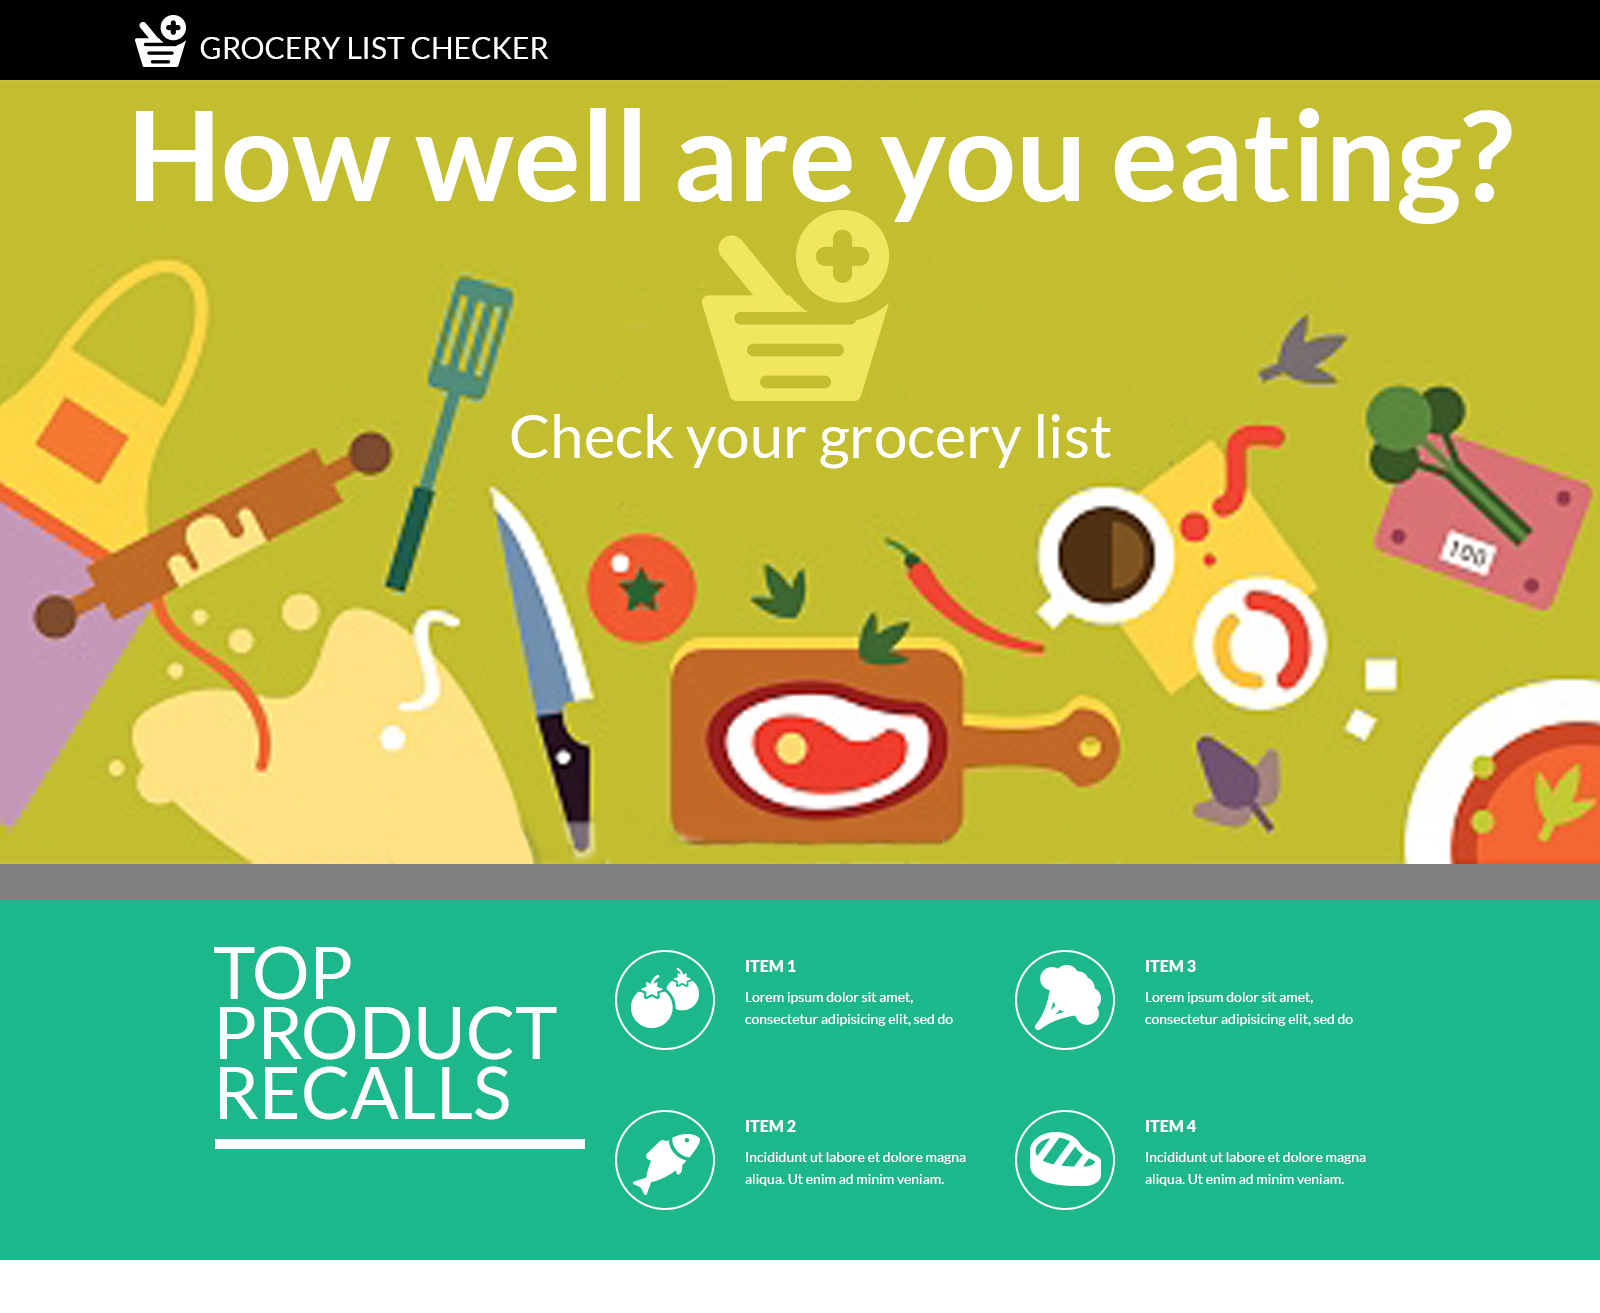 GROCERY LIST CHECKER
How well are you eating?
Check your grocery list
100
TOP
PRODUCT
RECALLS
ITEM 1
Lorem ipsum dolor sit amet,
consectetur adipisicing elit, sed do
ITEM 2
Incididunt ut labore et dolore magna
aliqua. Ut enim ad minim veniam.
ITEM 3
Lorem ipsum dolor sit amet,
consectetur adipisicing elit, sed do
ITEM 4
Incididunt ut labore et dolore magna
aliqua. Ut enim ad minim veniam.